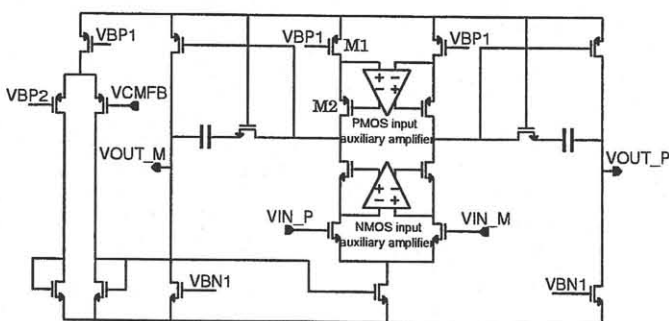 VBP1
VBP1
M1
VBP1
VBP2
VCMFB
M2
+ − + −
PMOS input
auxiliary amplifier
VOUT_M
VOUT_P
− + − +
VIN_P
NMOS input
auxiliary amplifier
VIN_M
VBN1
VBN1